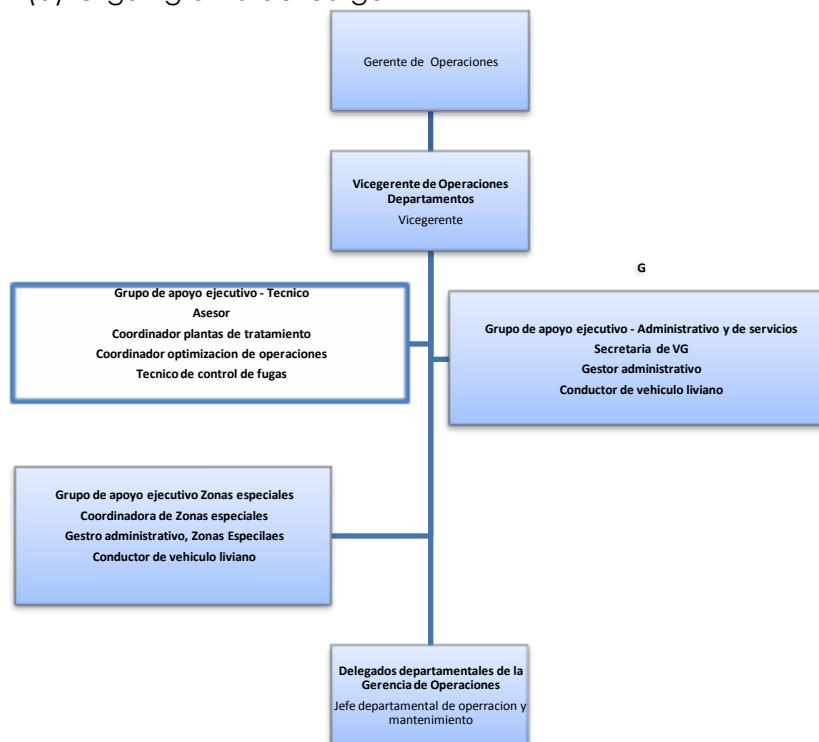 Gerente de Operaciones
Vicegerente de Operaciones
Departamentos
Vicegerente
G
Grupo de apoyo ejecutivo - Tecnico
Asesor
Coordinador plantas de tratamiento
Coordinador optimizacion de operaciones
Tecnico de control de fugas
Grupo de apoyo ejecutivo - Administrativo y de servicios
Secretaria de VG
Gestor administrativo
Conductor de vehiculo liviano
Grupo de apoyo ejecutivo Zonas especiales
Coordinadora de Zonas especiales
Gestro administrativo, Zonas Especilaes
Conductor de vehiculo liviano
Delegados departamentales de la
Gerencia de Operaciones
Jefe departamental de operracion y
mantenimiento